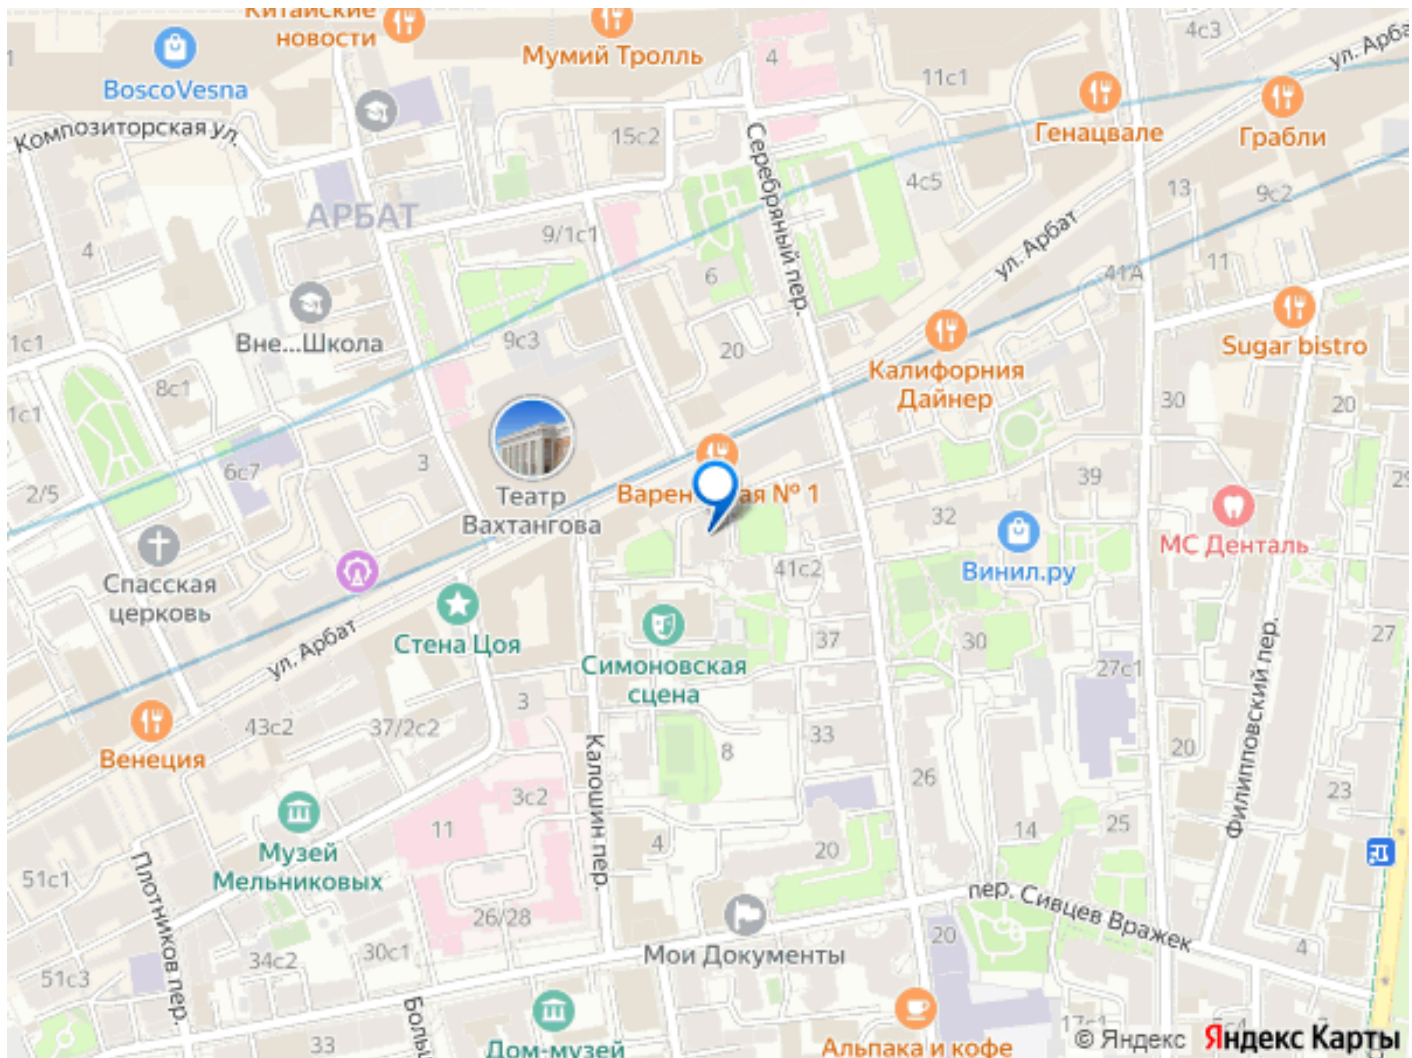 Китайские
новости
Мумий Тролль
4
4с3
ул. Арбат
1
BoscoVesna
11с1
Генацвале
Грабли
Композиторская ул.
15с2
Серебряный пер.
4с5
13
9с2
АРБАТ
4
9/1с1
6
ул. Арбат
41А
11
1с1
Вне...Школа
9с3
20
Sugar bistro
Калифорния
Дайнер
8с1
1с1
30
20
6с7
3
39
29
2/5
Театр
Вахтангова
Варен ая № 1
32
МС Денталь
Винил.ру
Спасская
церковь
41с2
Стена Цоя
ул. Арбат
Симоновская
сцена
37
30
27
27с1
Филипповский пер.
3
43с2
37/2с2
Венеция
Калошин пер.
8
33
20
26
3с2
23
11
4
20
14
25
Музей
Мельниковых
51с1
Плотников пер.
26/28
пер. Сивцев Вражек
20
4
Мои Документы
30с1
34с2
51с3
Боль
33
Дом-музей
Альпака и кофе
17с1
© Яндекс Яндекс Карты